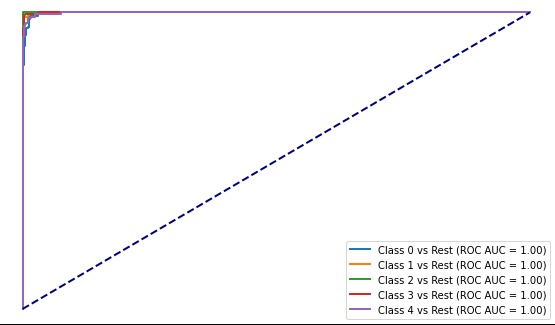 Class 0 vs Rest (ROC AUC = 1.00)
Class 1 vs Rest (ROC AUC = 1.00)
Class 2 vs Rest (ROC AUC = 1.00)
Class 3 vs Rest (ROC AUC = 1.00)
Class 4 vs Rest (ROC AUC = 1.00)